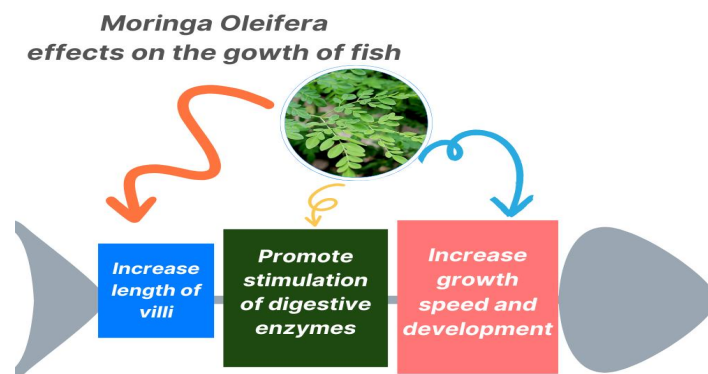 Moringa Oleifera
effects on the gowth of fish
Increase
length of
villi
Promote
stimulation
of digestive
enzymes
Increase
growth
speed and
development